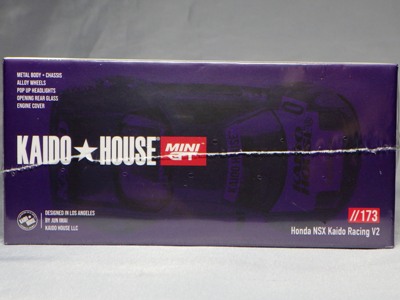 METAL BODY + CHASSIS
ALLOY WHEELS
POP UP HEADLIGHTS
OPENING REAR GLASS
ENGINE COVER
KAIDO★HOUSE
MINI GT
DESIGNED IN LOS ANGELES
BY JUN IMAI
KAIDO HOUSE LLC
//173
Honda NSX Kaido Racing V2